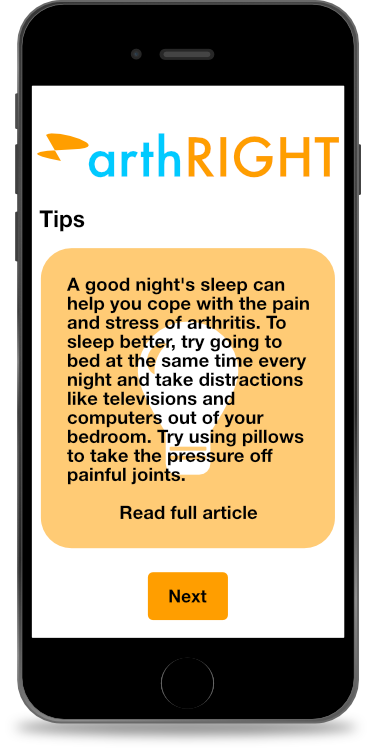 arthRIGHT
Tips
A good night's sleep can
help you cope with the pain
and stress of arthritis. To
sleep better, try going to
bed at the same time every
night and take distractions
like televisions and
computers out of your
bedroom. Try using pillows
to take the pressure off
painful joints.
Read full article
Next